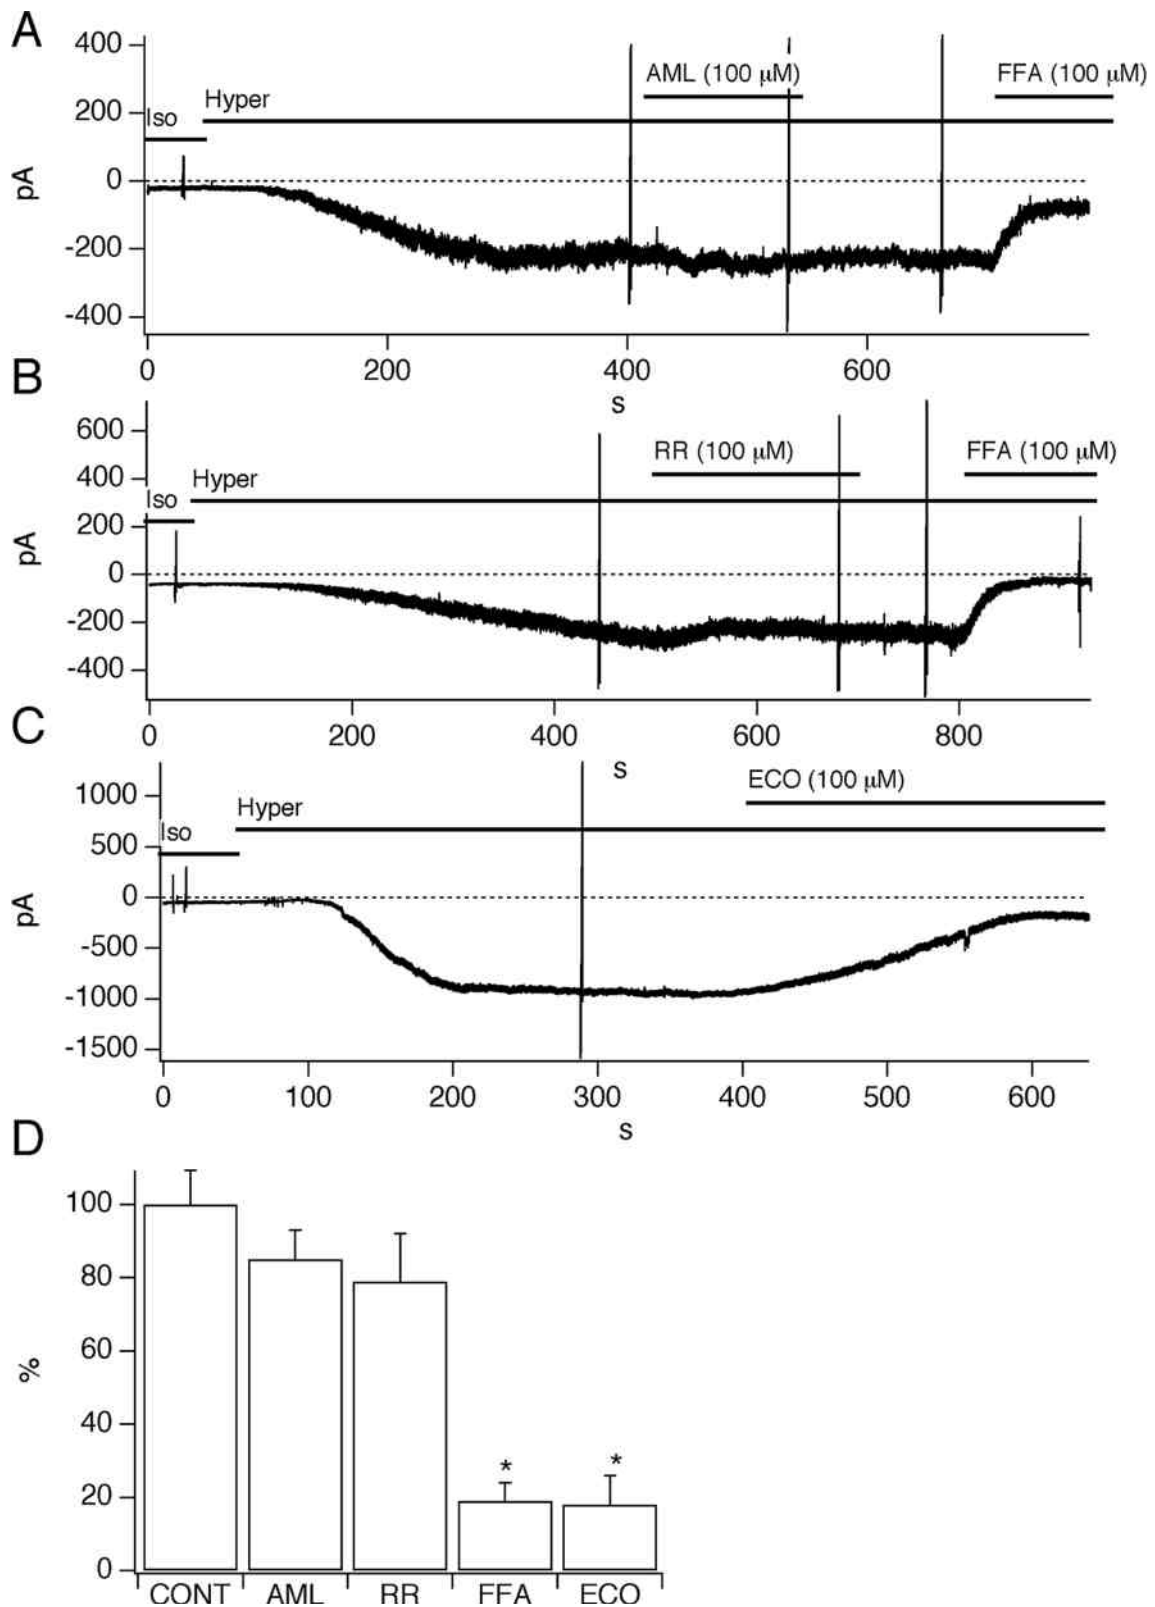 A
400
AML (100 μM)
FFA (100 μM)
Hyper
200
Iso
0
pA
-200
-400
0 200 400 600
s
B
600
RR (100 μM)
FFA (100 μM)
400
Hyper
Iso
200
pA
0
-200
-400
0 200 400 600 800
s
C
ECO (100 μM)
1000
Hyper
500
Iso
0
pA
-500
-1000
-1500
0 100 200 300 400 500 600
s
D
100
80
60
%
40
* *
20
0
CONT AML RR FFA ECO